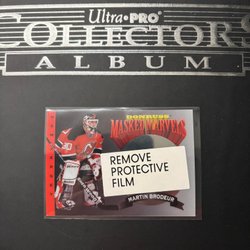 Ultra•PRO
COLLECTORS
ALBUM
DONRUSS
MASKED MARVELS
REMOVE
PROTECTIVE
FILM
MARTIN BRODEUR